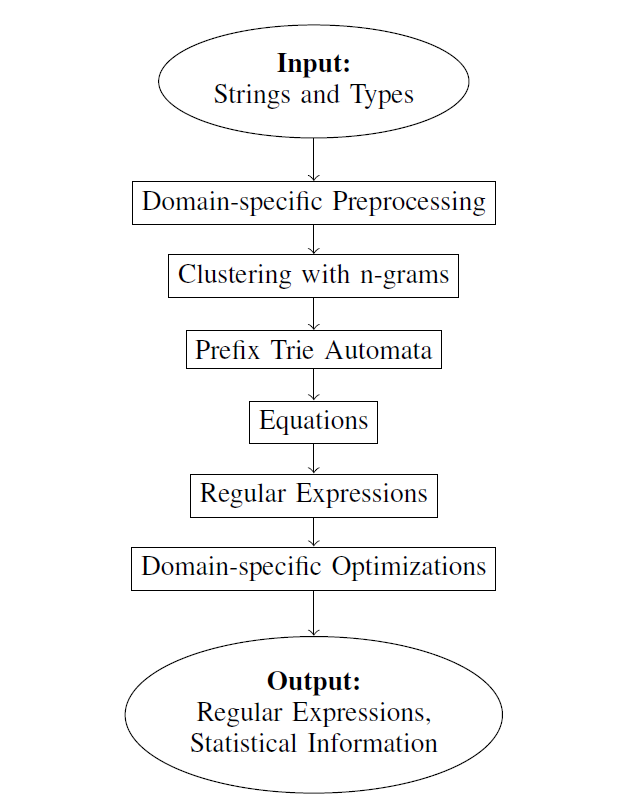 Input:
Strings and Types
Domain-specific Preprocessing
Clustering with n-grams
Prefix Trie Automata
Equations
Regular Expressions
Domain-specific Optimizations
Output:
Regular Expressions,
Statistical Information